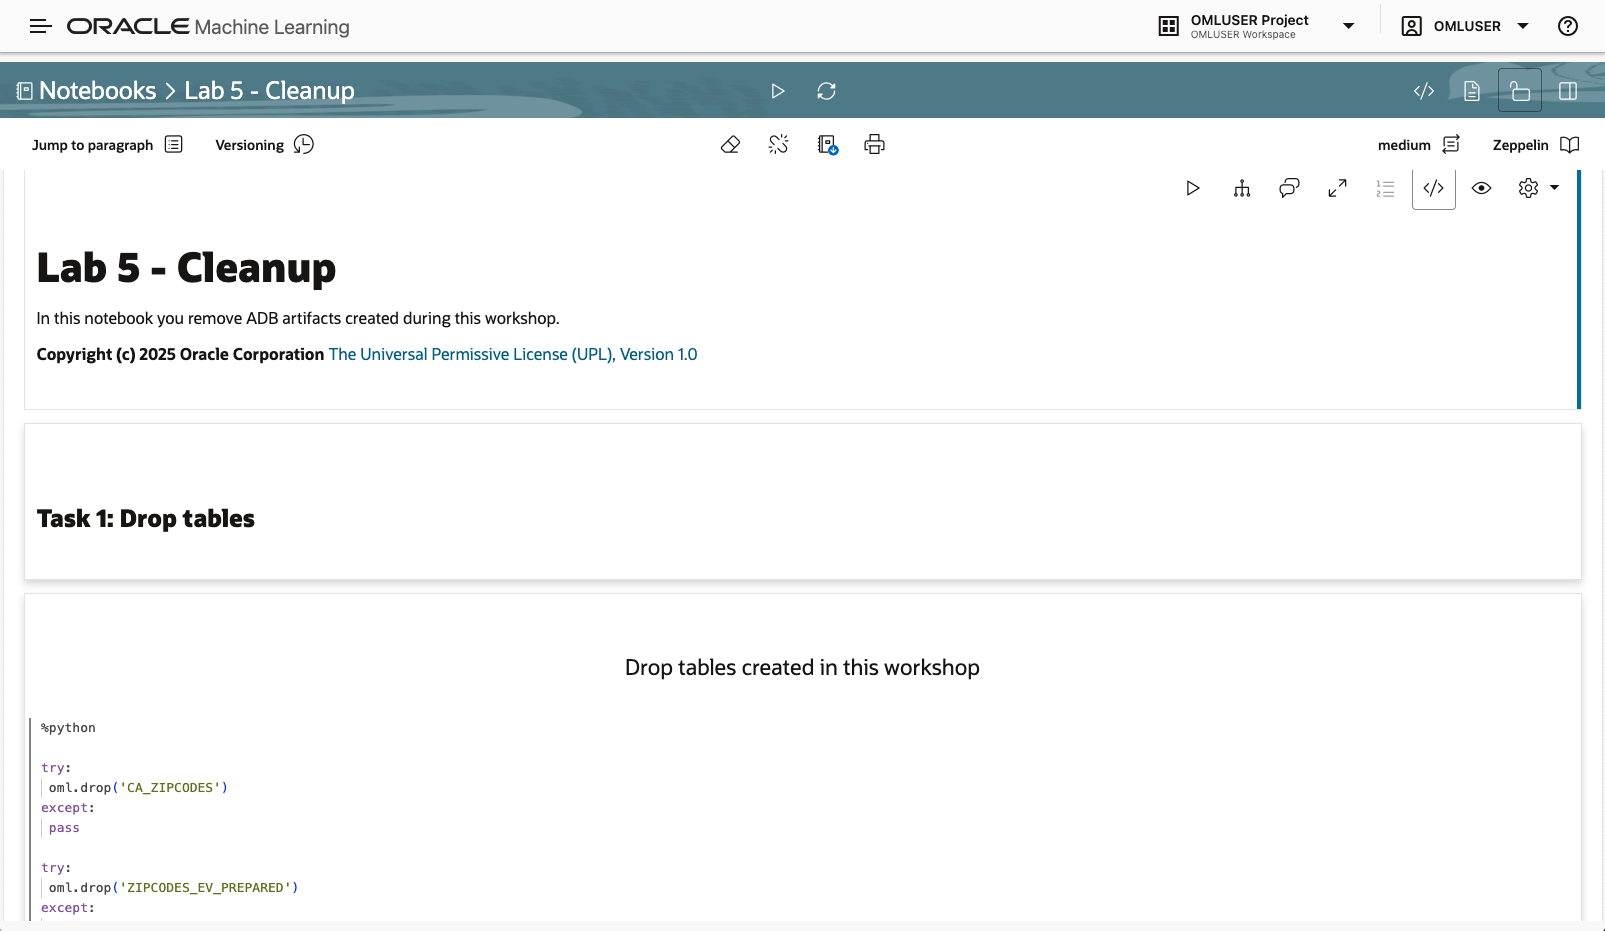 ORACLE Machine Learning
OMLUSER Project
OMLUSER Workspace
OMLUSER
Notebooks > Lab 5 - Cleanup
Jump to paragraph
Versioning
medium
Zeppelin
Lab 5 - Cleanup
In this notebook you remove ADB artifacts created during this workshop.
Copyright (c) 2025 Oracle Corporation The Universal Permissive License (UPL), Version 1.0
Task 1: Drop tables
Drop tables created in this workshop
%python
try:
oml.drop('CA_ZIPCODES')
except:
pass
try:
oml.drop('ZIPCODES_EV_PREPARED')
except: